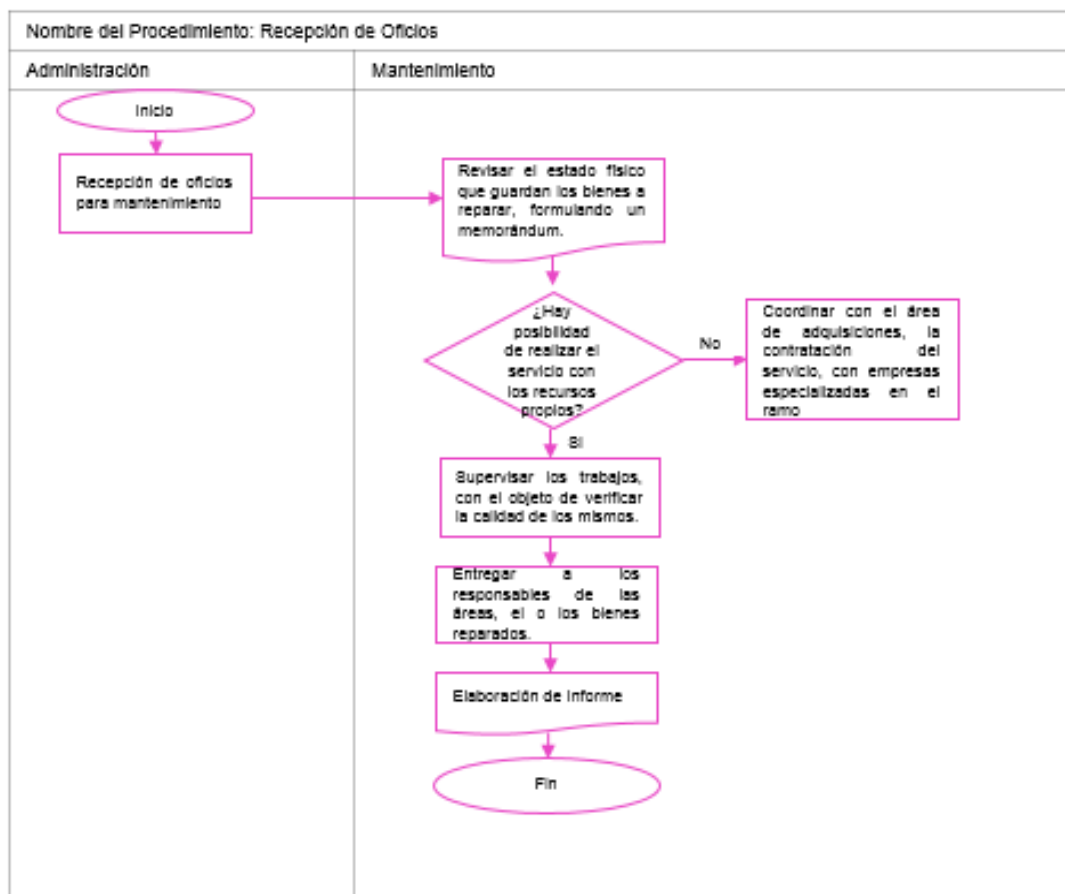 Nombre del Procedimiento: Recepción de Oficios
Administración
Mantenimiento
Inicio
Recepción de oficios
para mantenimiento
Revisar el estado físico
que guardan los bienes a
reparar, formulando un
memorándum.
¿Hay
posibilidad
de realizar el
servicio con
los recursos
propios?
No
Coordinar con el área
de adquisiciones, la
contratación del
servicio, con empresas
especializadas en el
ramo
Si
Supervisar los trabajos,
con el objeto de verificar
la calidad de los mismos.
Entregar a los
responsables de las
áreas, el o los bienes
reparados.
Elaboración de Informe
Fin